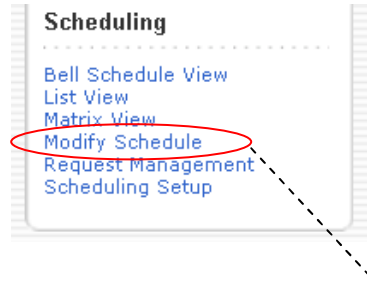 Scheduling
Bell Schedule View
List View
Matrix View
Modify Schedule
Request Management
Scheduling Setup